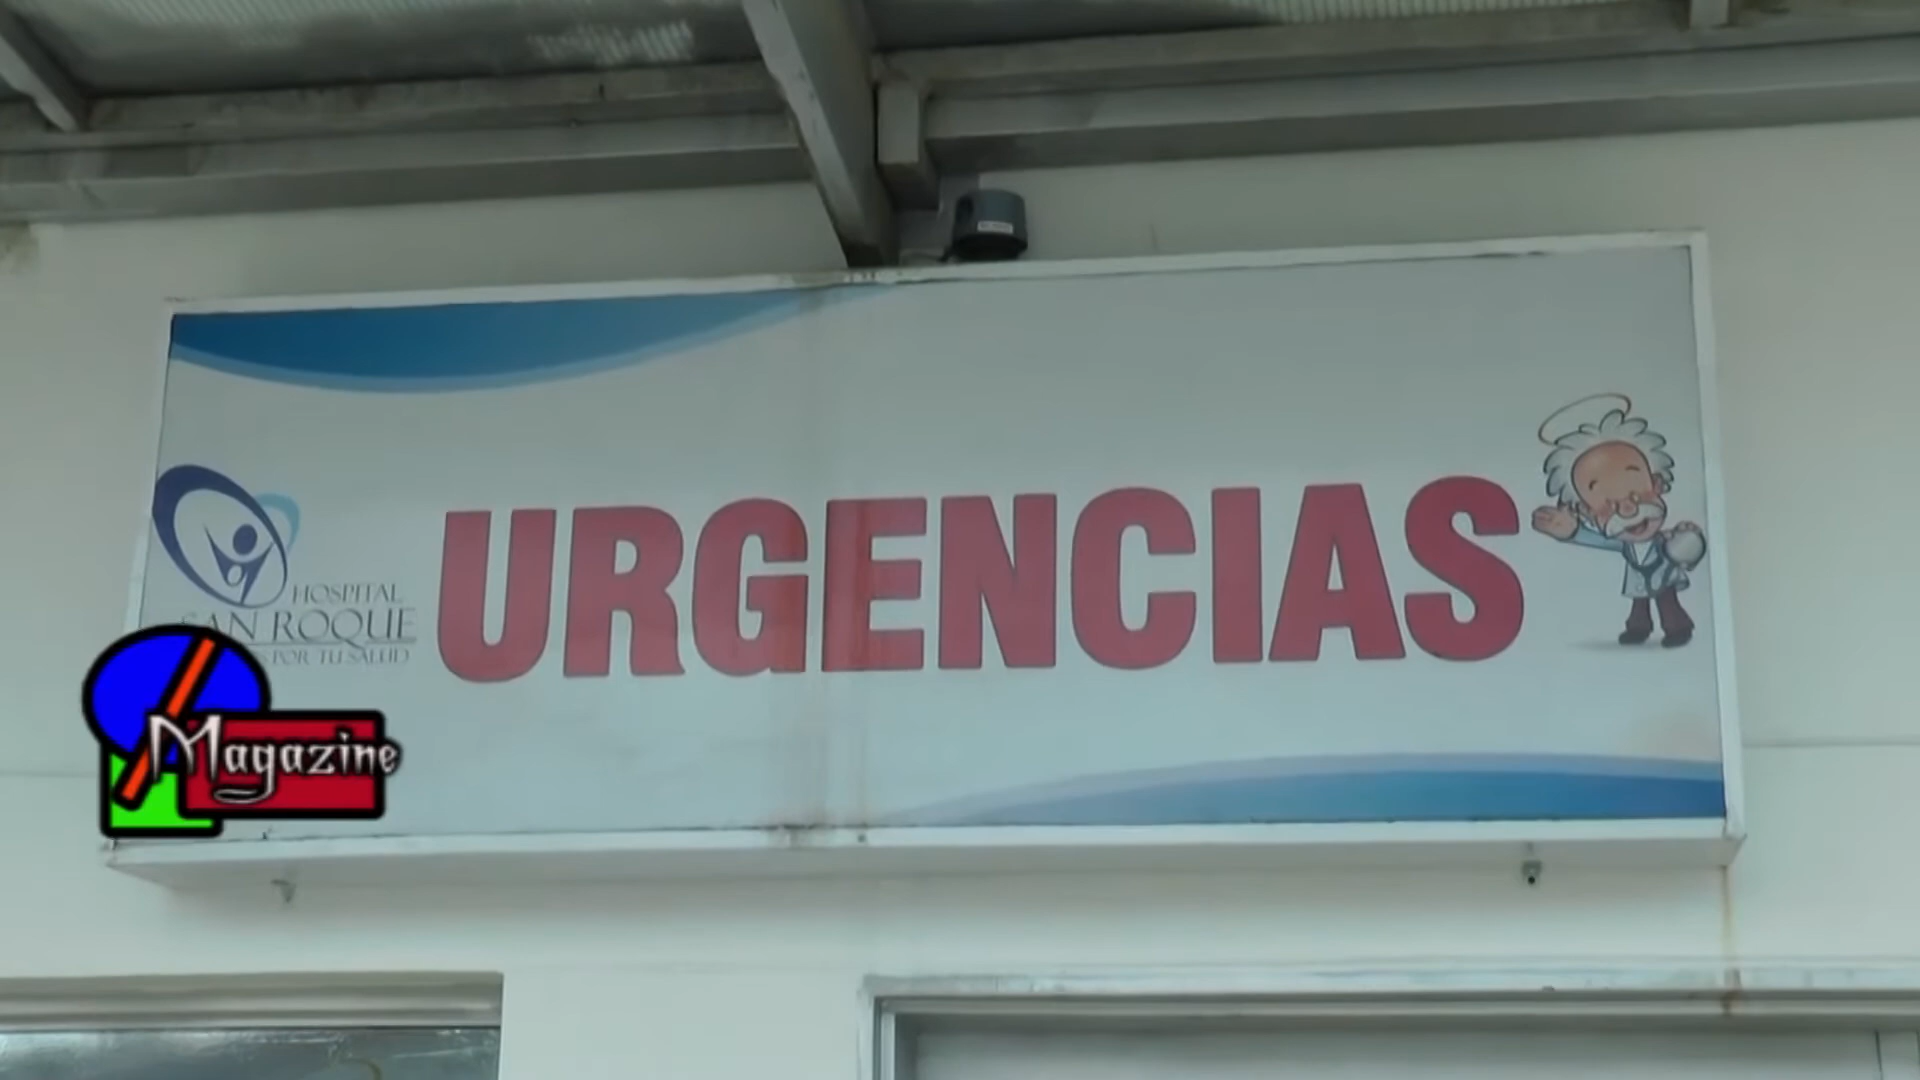 HOSPITAL
SAN ROQUE
POR TU SALUD
URGENCIAS
Magazine